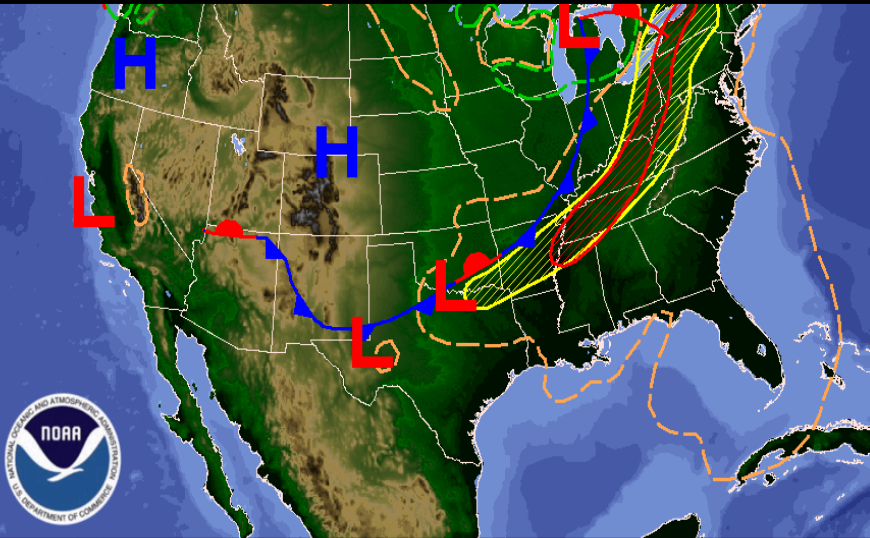 H
L
H
L
L
L
NOAA
NATIONAL OCEANIC AND ATMOSPHERIC ADMINISTRATION
U.S. DEPARTMENT OF COMMERCE